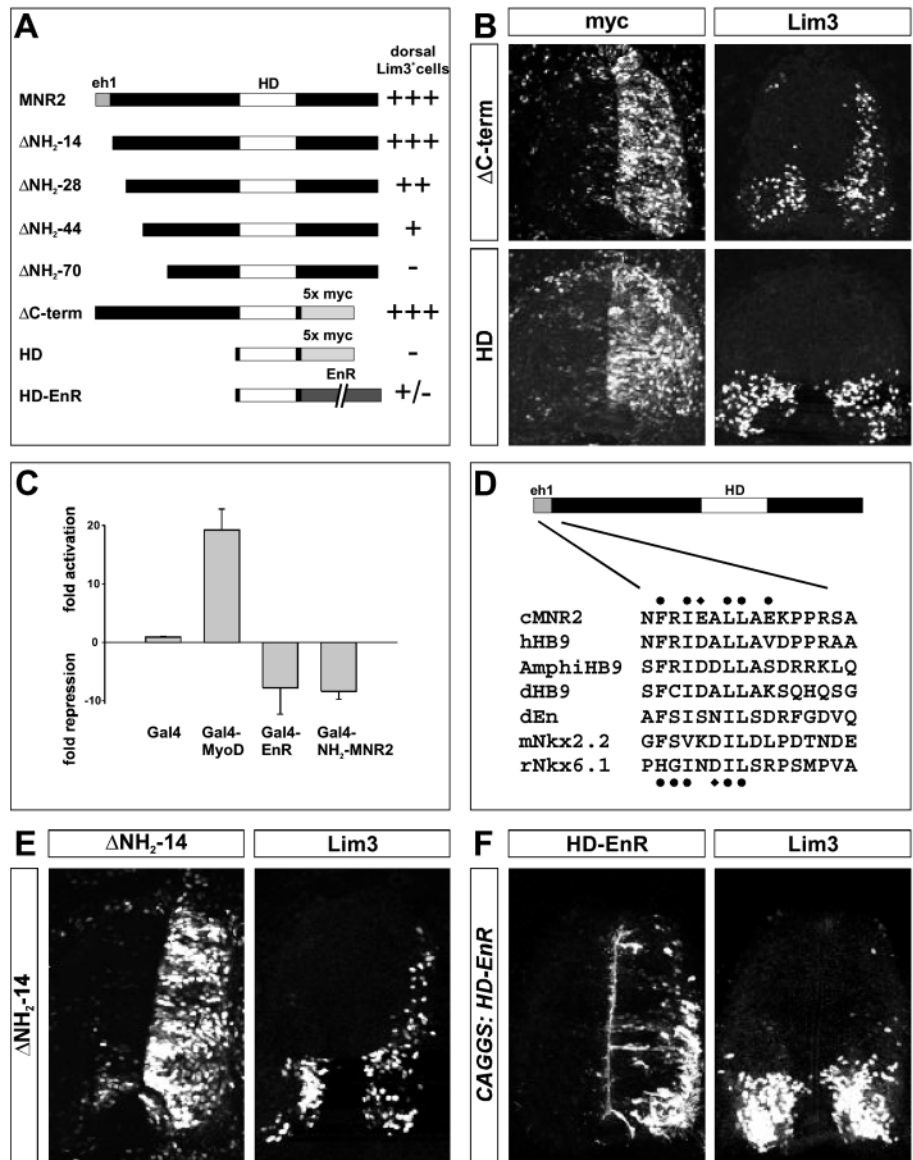 A
dorsal
Lim3+cells
eh1 HD
MNR2 +++
ΔNH2-14 +++
ΔNH2-28 ++
ΔNH2-44 +
ΔNH2-70 -
5x myc
ΔC-term +++
5x myc
HD -
EnR
HD-EnR +/-
B
myc Lim3
ΔC-term
HD
C
fold activation
fold repression
20
10
0
-10
Gal4 Gal4-MyoD Gal4-EnR Gal4-NH2-MNR2
D
eh1 HD
cMNR2 NFRIEALLAEKPPRSA
hHB9 NFRIDALLAVDPPRAA
AmphiHB9 SFRIDDLLASDRRKLQ
dHB9 SFCIDALLAKSQHQSG
dEn AFSISNILSDRFGDVQ
mNkx2.2 GFSVKDILDLPDTNDE
rNkx6.1 PHGINDILSRPSMPVA
E
ΔNH2-14 Lim3
ΔNH2-14
F
HD-EnR Lim3
CAGGS: HD-EnR